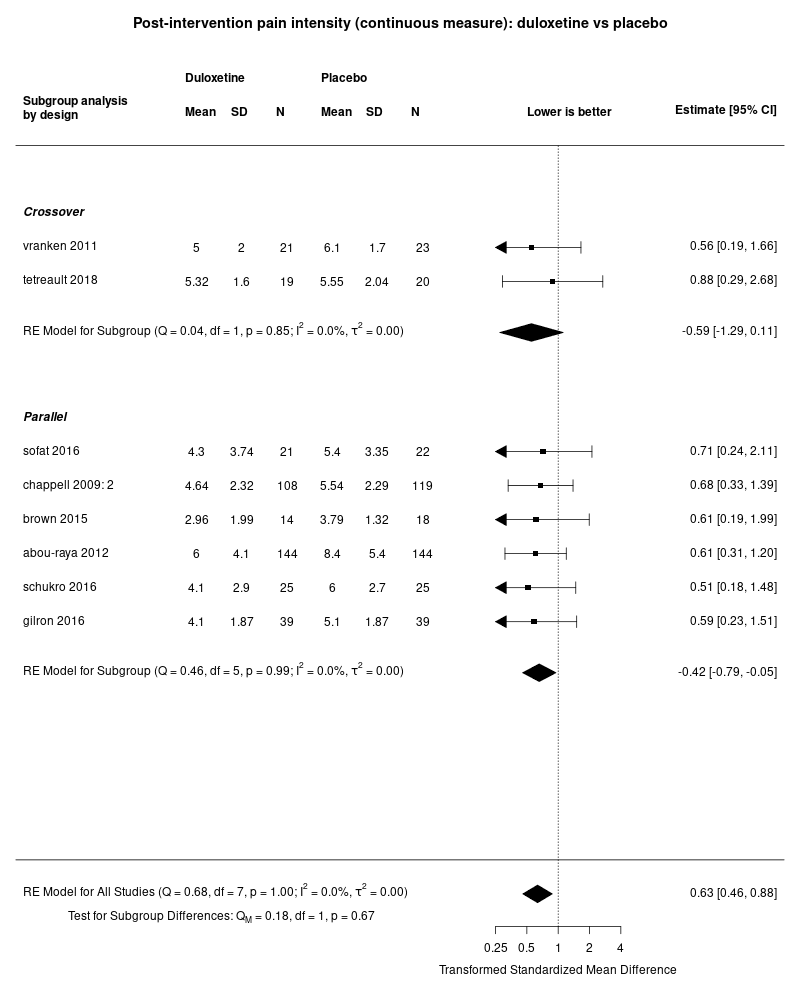 Post-intervention pain intensity (continuous measure): duloxetine vs placebo
Duloxetine Placebo
Subgroup analysis
by design
Mean SD N Mean SD N Lower is better Estimate [95% CI]
Crossover
vranken 2011 5 2 21 6.1 1.7 23 0.56 [0.19, 1.66]
tetreault 2018 5.32 1.6 19 5.55 2.04 20 0.88 [0.29, 2.68]
RE Model for Subgroup (Q = 0.04, df = 1, p = 0.85; I² = 0.0%, τ² = 0.00) -0.59 [-1.29, 0.11]
Parallel
sofat 2016 4.3 3.74 21 5.4 3.35 22 0.71 [0.24, 2.11]
chappell 2009: 2 4.64 2.32 108 5.54 2.29 119 0.68 [0.33, 1.39]
brown 2015 2.96 1.99 14 3.79 1.32 18 0.61 [0.19, 1.99]
abou-raya 2012 6 4.1 144 8.4 5.4 144 0.61 [0.31, 1.20]
schukro 2016 4.1 2.9 25 6 2.7 25 0.51 [0.18, 1.48]
gilron 2016 4.1 1.87 39 5.1 1.87 39 0.59 [0.23, 1.51]
RE Model for Subgroup (Q = 0.46, df = 5, p = 0.99; I² = 0.0%, τ² = 0.00) -0.42 [-0.79, -0.05]
RE Model for All Studies (Q = 0.68, df = 7, p = 1.00; I² = 0.0%, τ² = 0.00) 0.63 [0.46, 0.88]
Test for Subgroup Differences: Q_M = 0.18, df = 1, p = 0.67
0.25 0.5 1 2 4
Transformed Standardized Mean Difference